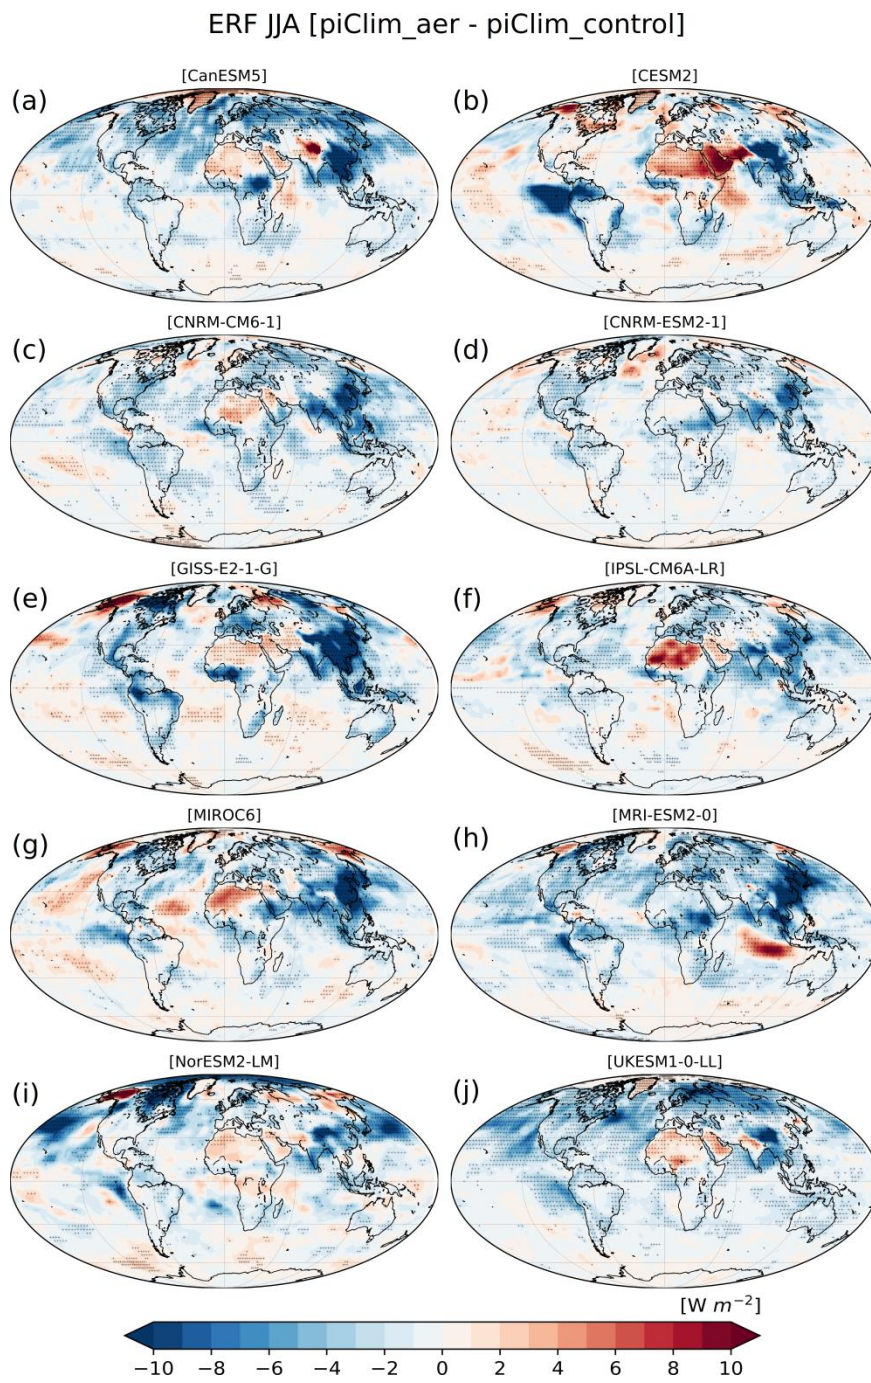 ERF JJA [piClim_aer - piClim_control]
[CanESM5] [CESM2]
(a) (b)
[CNRM-CM6-1] [CNRM-ESM2-1]
(c) (d)
[GISS-E2-1-G] [IPSL-CM6A-LR]
(e) (f)
[MIROC6] [MRI-ESM2-0]
(g) (h)
[NorESM2-LM] [UKESM1-0-LL]
(i) (j)
[W m⁻²]
−10 −8 −6 −4 −2 0 2 4 6 8 10